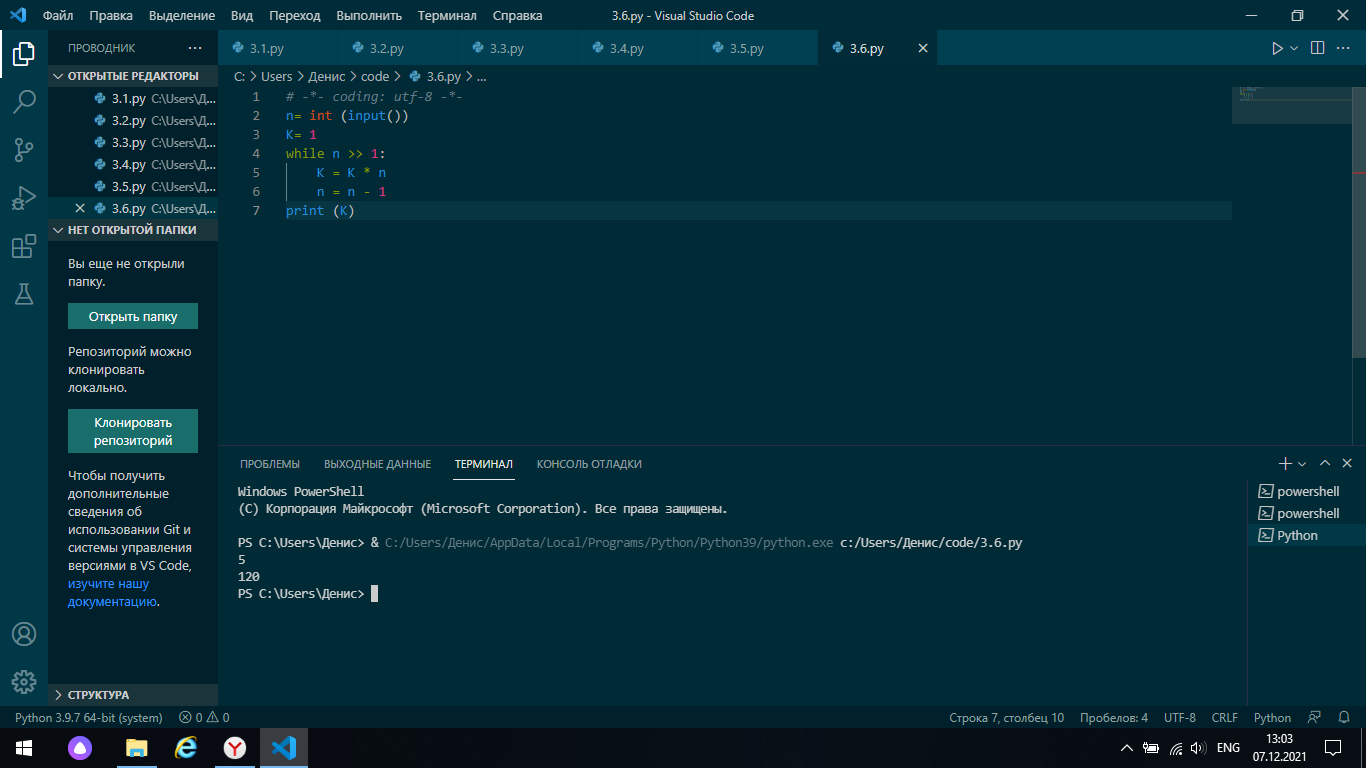 Файл Правка Выделение Вид Переход Выполнить Терминал Справка 3.6.py - Visual Studio Code
ПРОВОДНИК ...
3.1.py 3.2.py 3.3.py 3.4.py 3.5.py 3.6.py
ОТКРЫТЫЕ РЕДАКТОРЫ
3.1.py C:\Users\Д...
3.2.py C:\Users\Д...
3.3.py C:\Users\Д...
3.4.py C:\Users\Д...
3.5.py C:\Users\Д...
3.6.py C:\Users\Д...
НЕТ ОТКРЫТОЙ ПАПКИ
Вы еще не открыли
папку.
Открыть папку
Репозиторий можно
клонировать
локально.
Клонировать
репозиторий
Чтобы получить
дополнительные
сведения об
использовании Git и
системы управления
версиями в VS Code,
изучите нашу
документацию.
СТРУКТУРА
C: > Users > Денис > code > 3.6.py > ...
1 # -*- coding: utf-8 -*-
2 n= int (input())
3 K= 1
4 while n >> 1:
5     K = K * n
6     n = n - 1
7 print (K)
ПРОБЛЕМЫ ВЫХОДНЫЕ ДАННЫЕ ТЕРМИНАЛ КОНСОЛЬ ОТЛАДКИ
Windows PowerShell
(C) Корпорация Майкрософт (Microsoft Corporation). Все права защищены.
PS C:\Users\Денис> & C:/Users/Денис/AppData/Local/Programs/Python/Python39/python.exe c:/Users/Денис/code/3.6.py
5
120
PS C:\Users\Денис>
powershell
powershell
Python
Python 3.9.7 64-bit (system) 0 0 Строка 7, столбец 10 Пробелов: 4 UTF-8 CRLF Python
ENG
13:03
07.12.2021